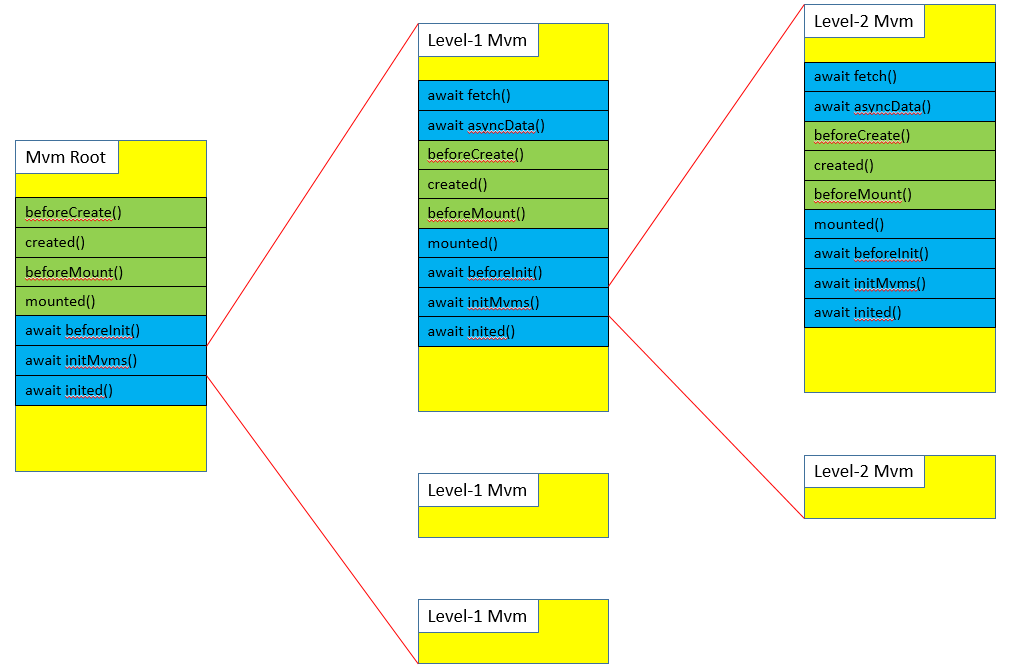 Mvm Root
beforeCreate()
created()
beforeMount()
mounted()
await beforeInit()
await initMvms()
await inited()
Level-1 Mvm
await fetch()
await asyncData()
beforeCreate()
created()
beforeMount()
mounted()
await beforeInit()
await initMvms()
await inited()
Level-1 Mvm
Level-1 Mvm
Level-2 Mvm
await fetch()
await asyncData()
beforeCreate()
created()
beforeMount()
mounted()
await beforeInit()
await initMvms()
await inited()
Level-2 Mvm